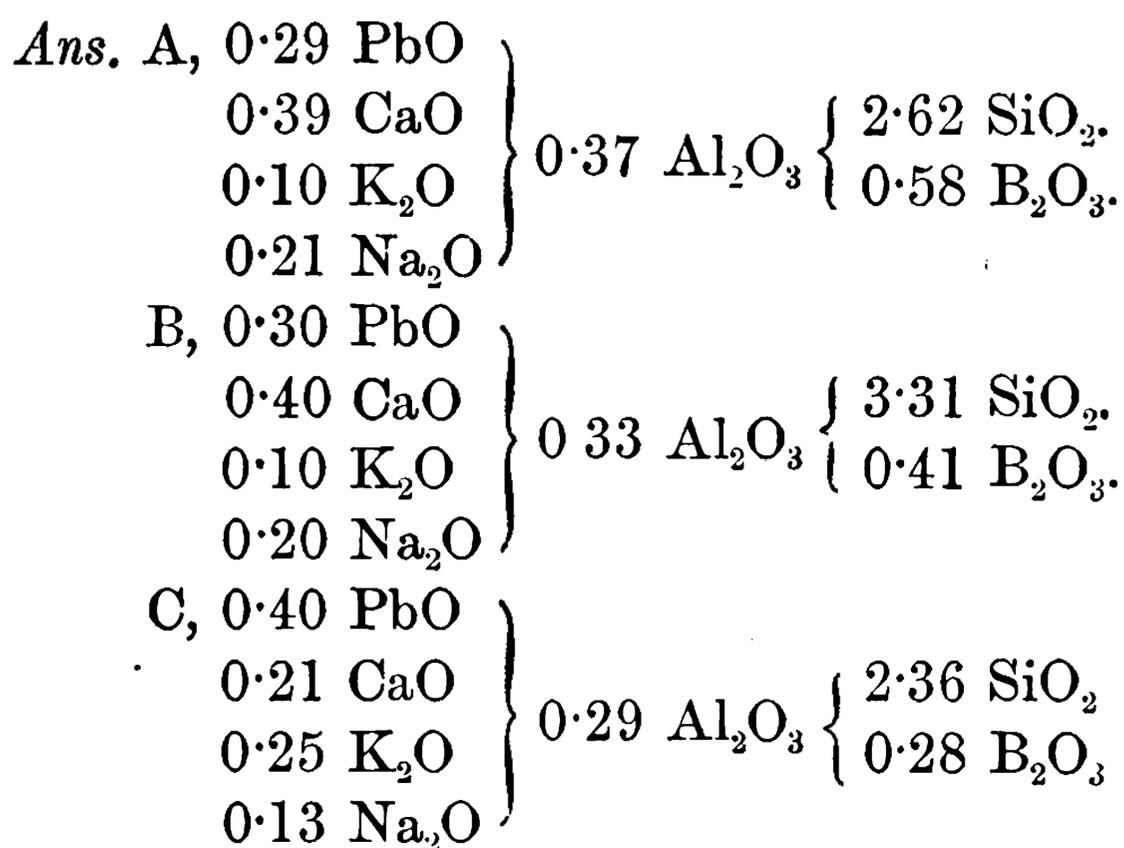 Ans. A, 0·29 PbO
0·39 CaO
0·10 K₂O
0·21 Na₂O
} 0·37 Al₂O₃ {
2·62 SiO₂.
0·58 B₂O₃.
B, 0·30 PbO
0·40 CaO
0·10 K₂O
0·20 Na₂O
} 0 33 Al₂O₃ {
3·31 SiO₂.
0·41 B₂O₃.
C, 0·40 PbO
0·21 CaO
0·25 K₂O
0·13 Na₂O
} 0·29 Al₂O₃ {
2·36 SiO₂
0·28 B₂O₃